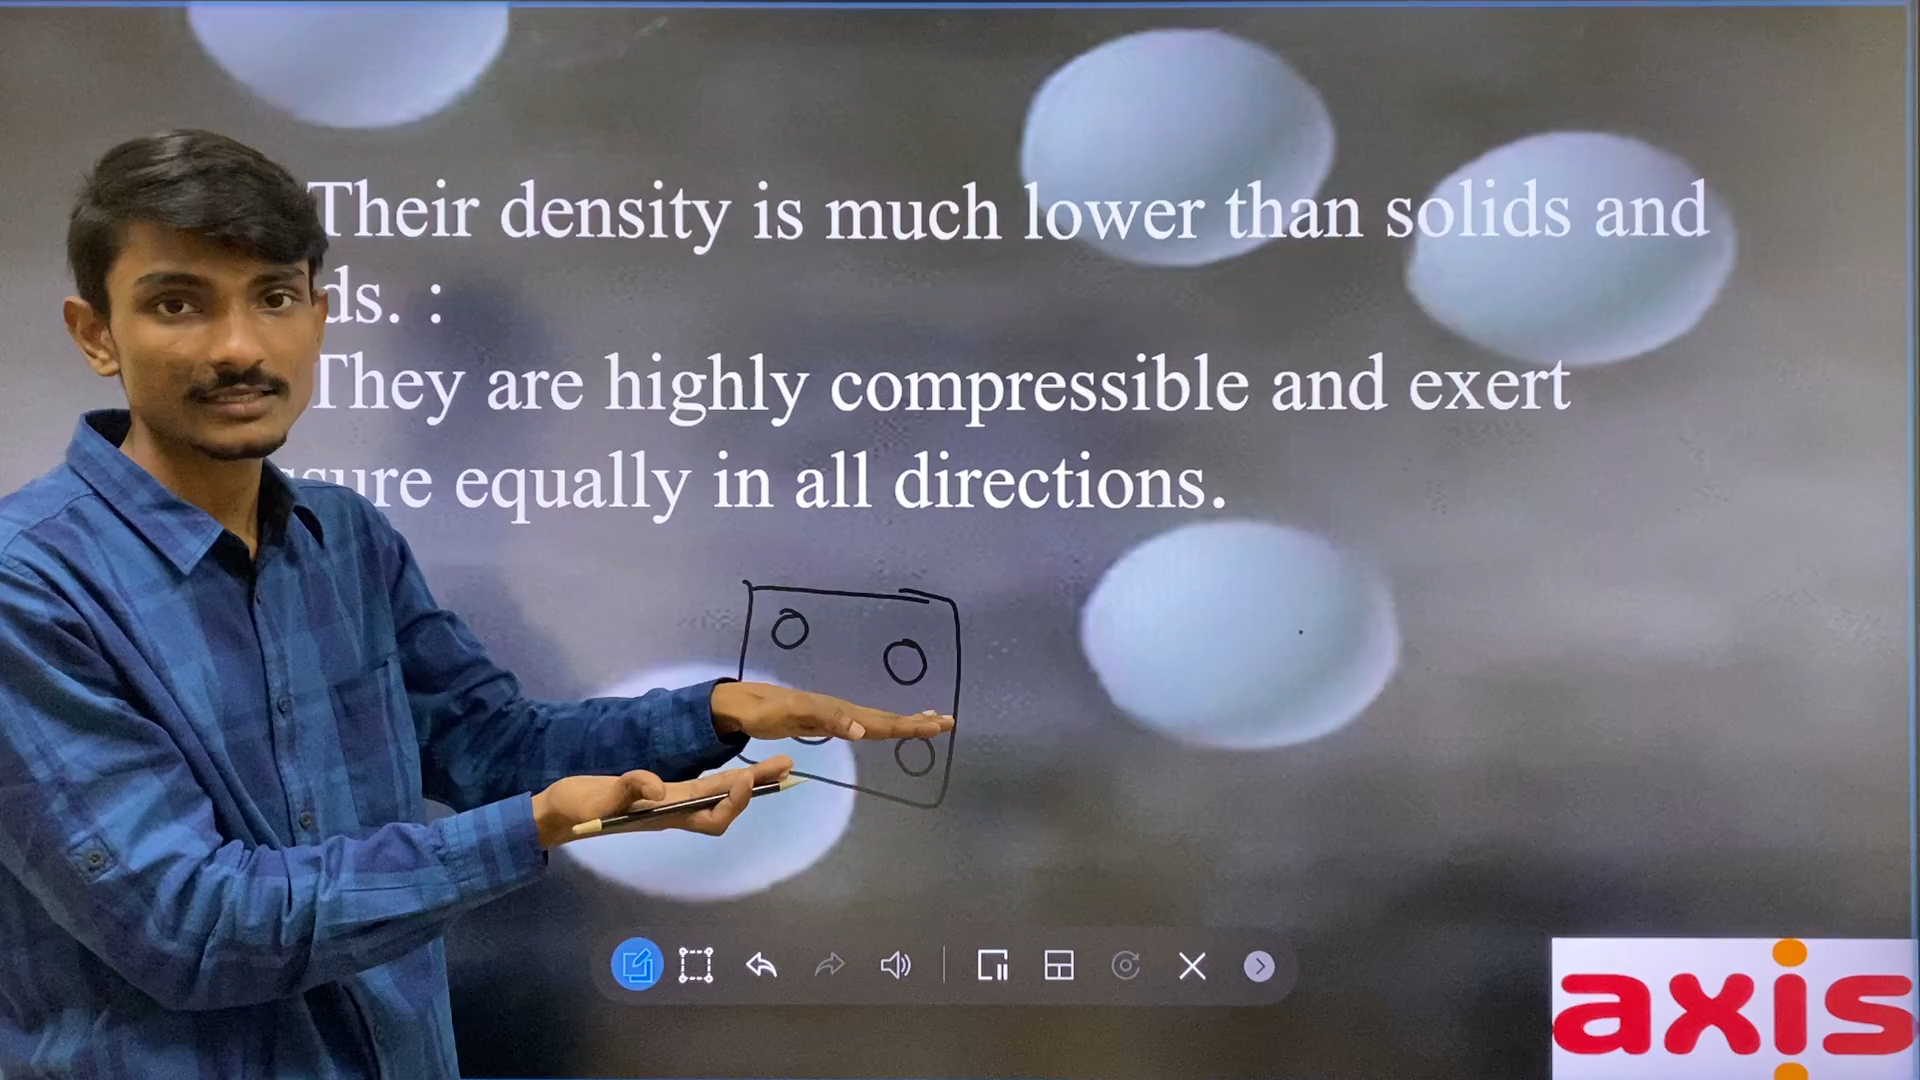 Their density is much lower than solids and
ds. :
They are highly compressible and exert
sure equally in all directions.
axis